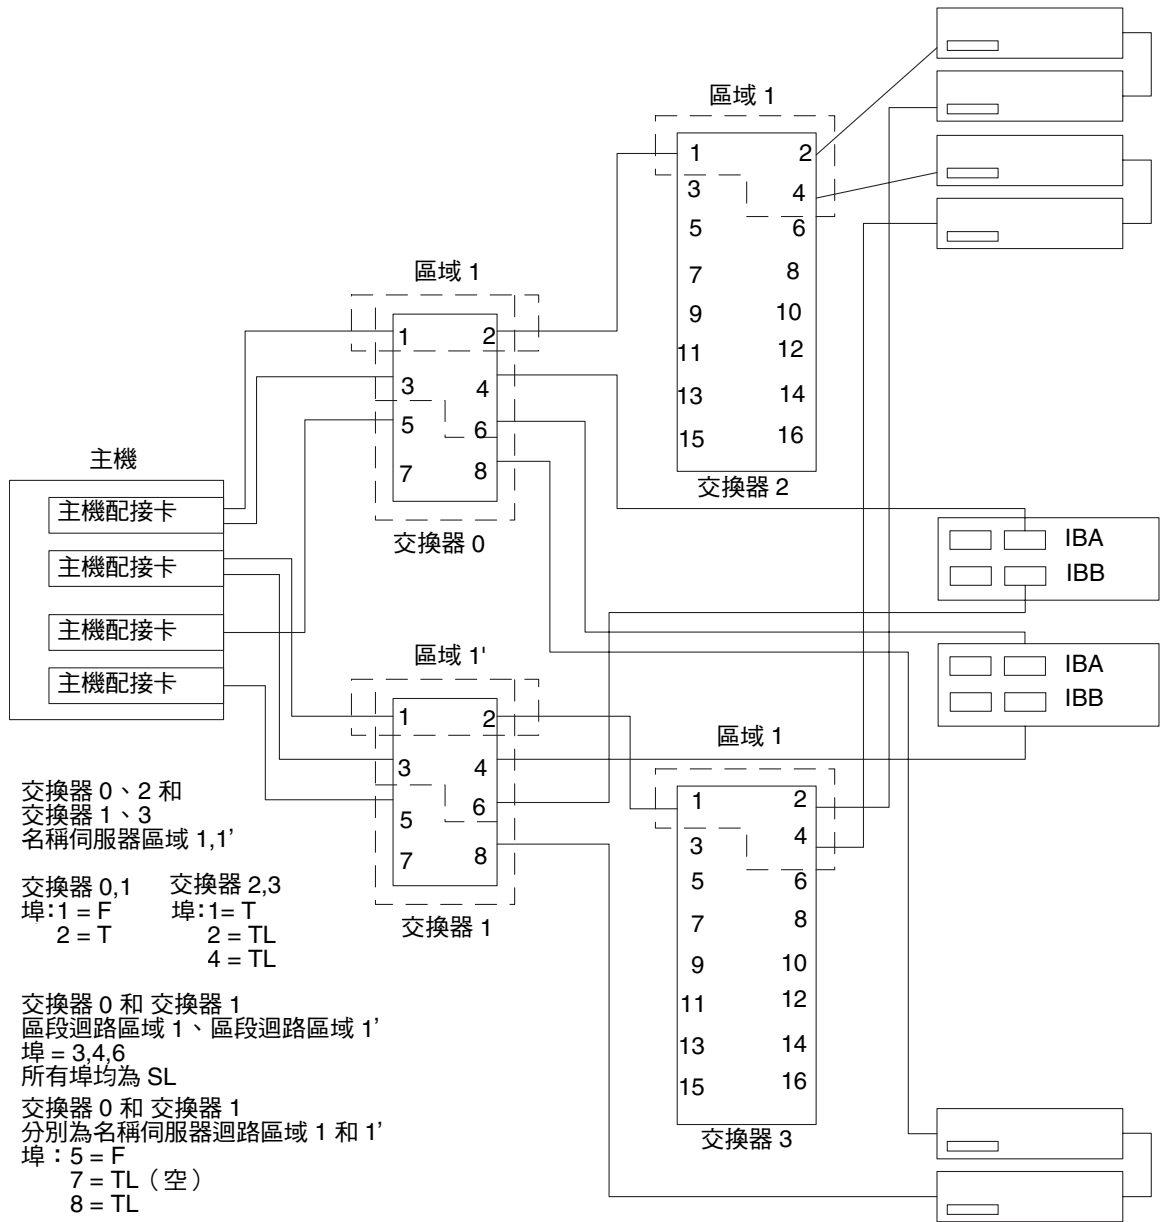 區域 1
1 2
3 4
5 6
7 8
9 10
11 12
13 14
15 16
交換器 2
區域 1
1 2
3 4
5 6
7 8
交換器 0
主機
主機配接卡
主機配接卡
主機配接卡
主機配接卡
IBA
IBB
IBA
IBB
區域 1'
1 2
3 4
5 6
7 8
交換器 1
區域 1
1 2
3 4
5 6
7 8
9 10
11 12
13 14
15 16
交換器 3
交換器 0、2 和
交換器 1、3
名稱伺服器區域 1,1’
交換器 0,1
埠:1 = F
2 = T
交換器 2,3
埠:1= T
2 = TL
4 = TL
交換器 0 和 交換器 1
區段迴路區域 1、區段迴路區域 1’
埠 = 3,4,6
所有埠均為 SL
交換器 0 和 交換器 1
分別為名稱伺服器迴路區域 1 和 1’
埠：5 = F
7 = TL（空）
8 = TL